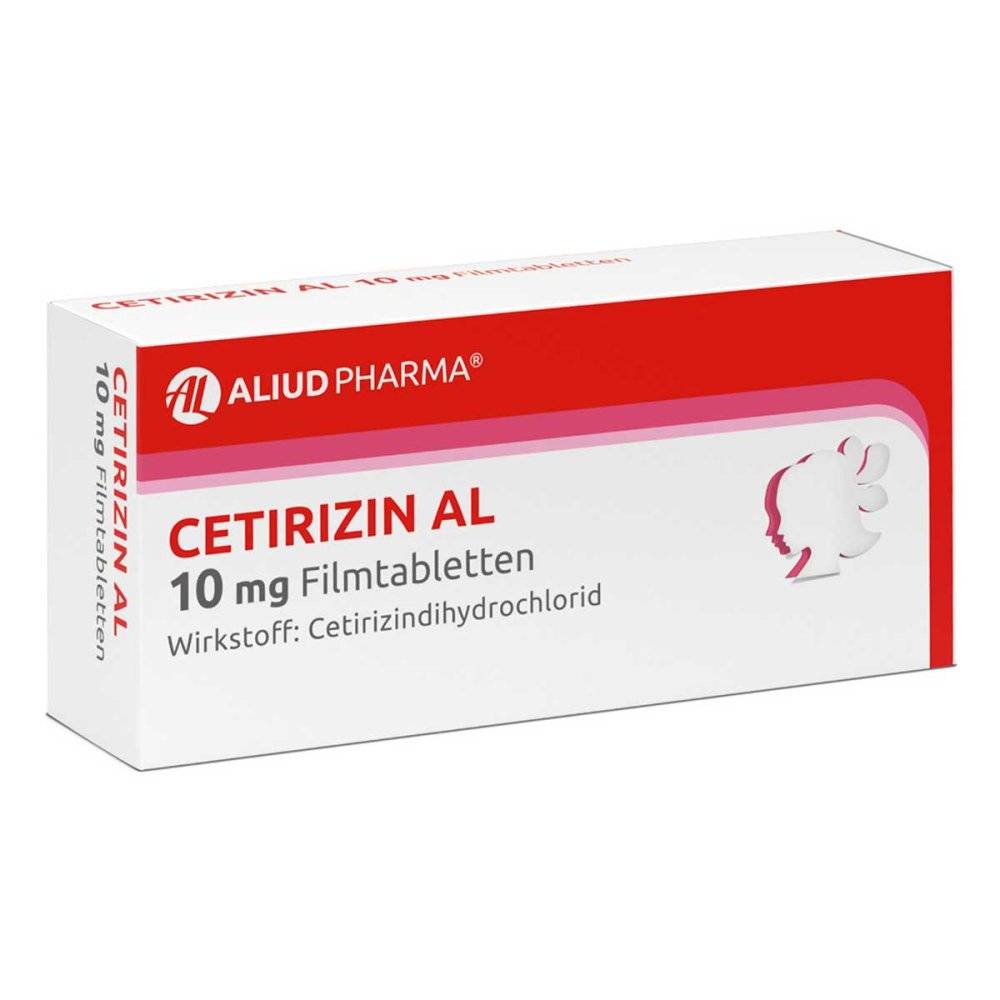 CETIRIZIN AL 10 mg Filmtabletten
CETIRIZIN AL
10 mg Filmtabletten
AL ALIUD PHARMA®
CETIRIZIN AL
10 mg Filmtabletten
Wirkstoff: Cetirizindihydrochlorid